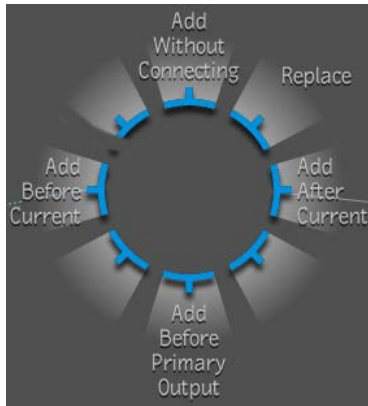 Add
Without
Connecting
Replace
Add
Before
Current
Add
After
Current
Add
Before
Primary
Output